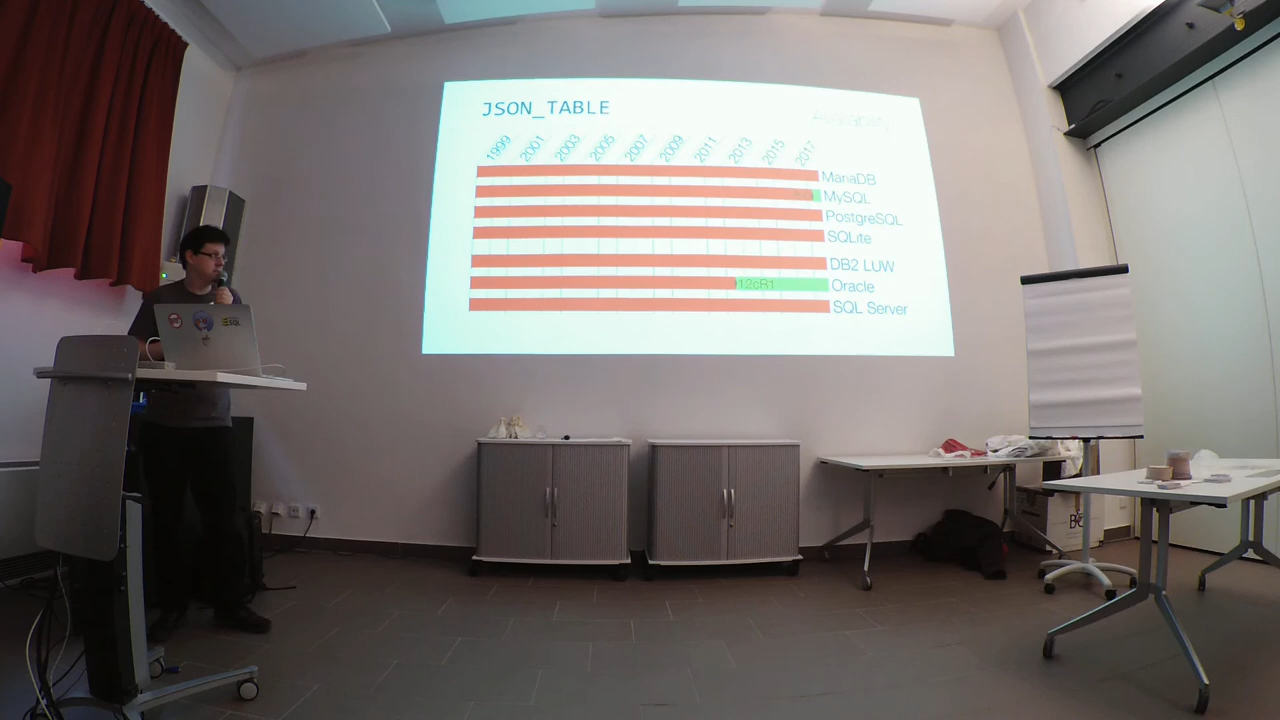 JSON_TABLE
1999 2001 2003 2005 2007 2009 2011 2013 2015 2017
MariaDB
MySQL
PostgreSQL
SQLite
DB2 LUW
12cR1 Oracle
SQL Server